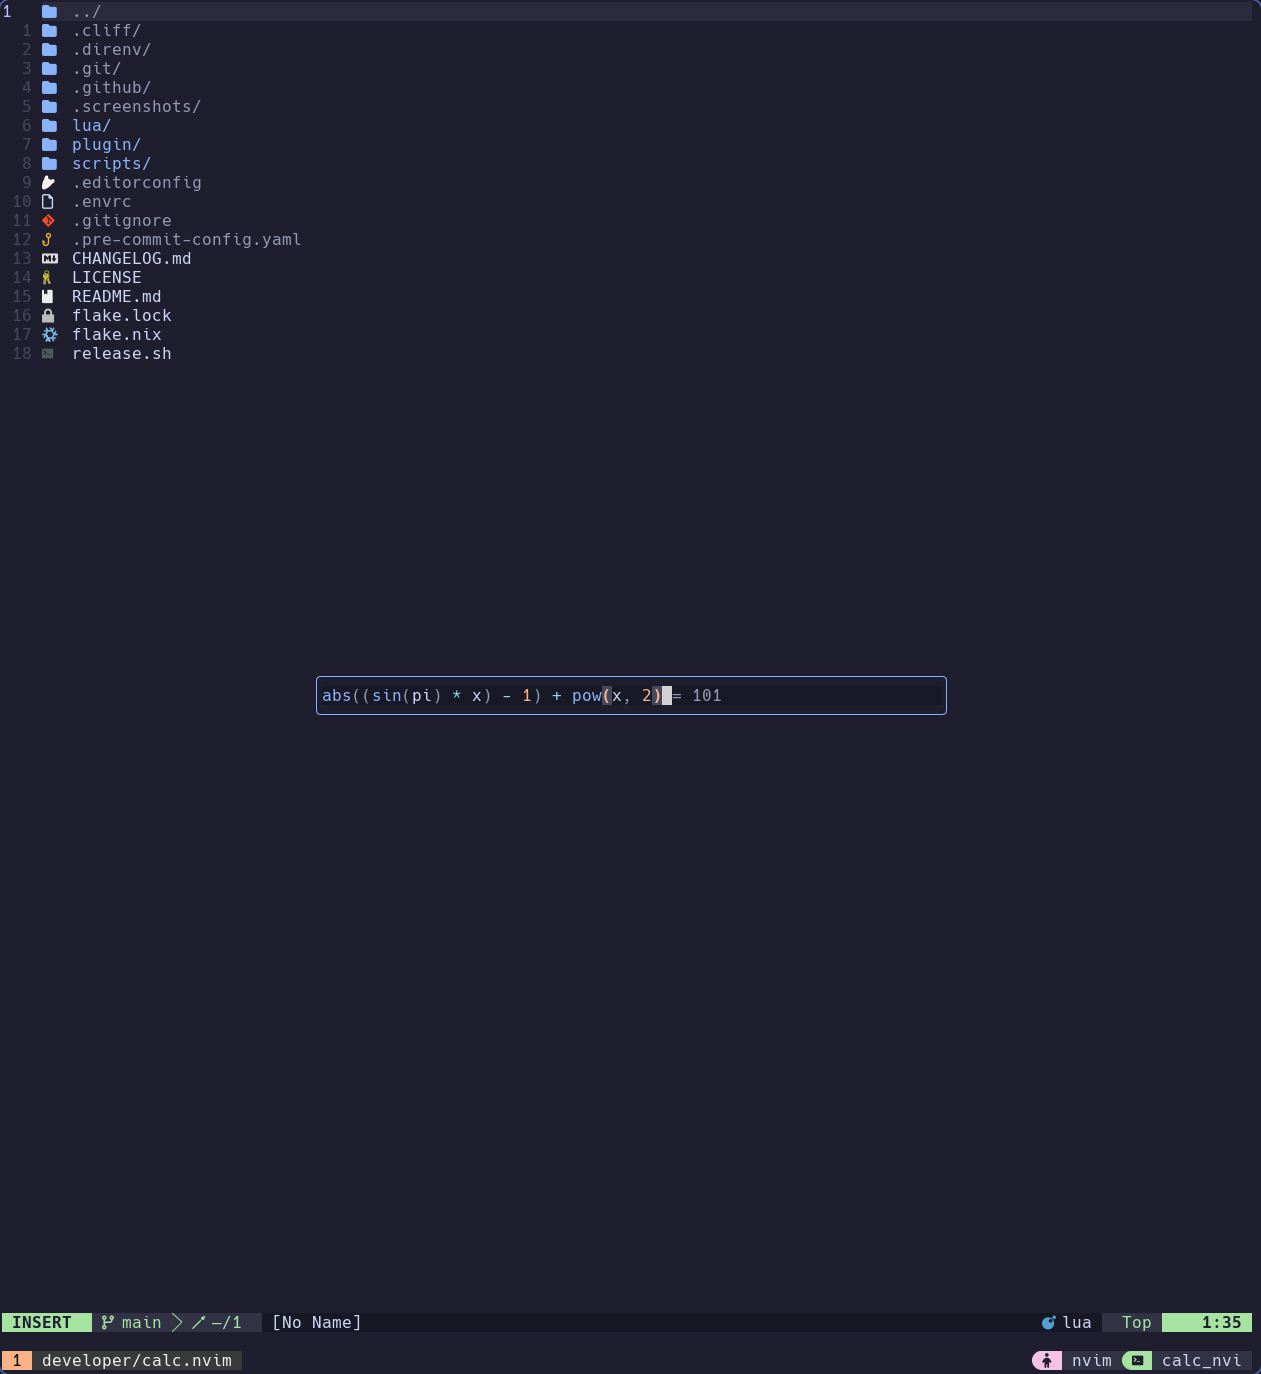 1 ../
1 .cliff/
2 .direnv/
3 .git/
4 .github/
5 .screenshots/
6 lua/
7 plugin/
8 scripts/
9 .editorconfig
10 .envrc
11 .gitignore
12 .pre-commit-config.yaml
13 CHANGELOG.md
14 LICENSE
15 README.md
16 flake.lock
17 flake.nix
18 release.sh
abs((sin(pi) * x) - 1) + pow(x, 2) = 101
INSERT main –/1 [No Name] lua Top 1:35
1 developer/calc.nvim nvim calc_nvi